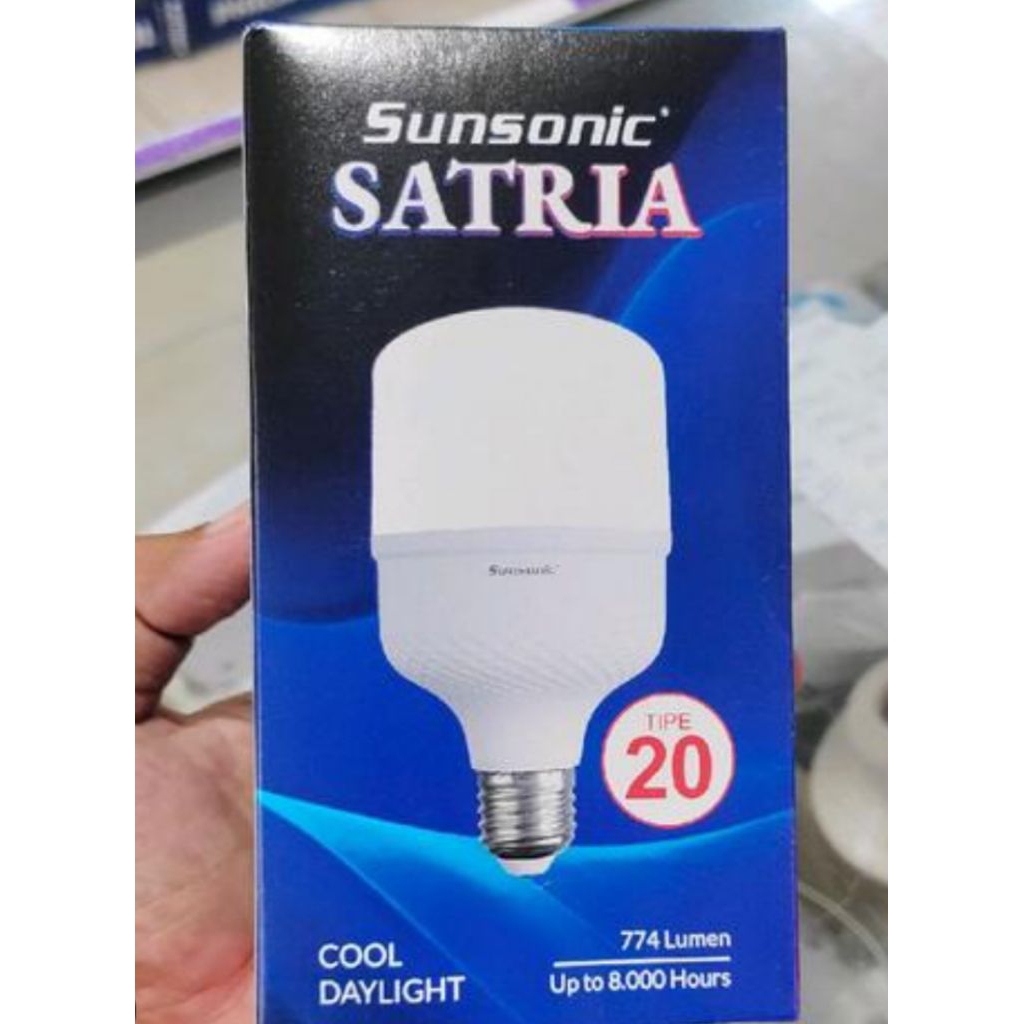 Sunsonic
SATRIA
Sunsonic
TIPE
20
COOL
DAYLIGHT
774 Lumen
Up to 8.000 Hours